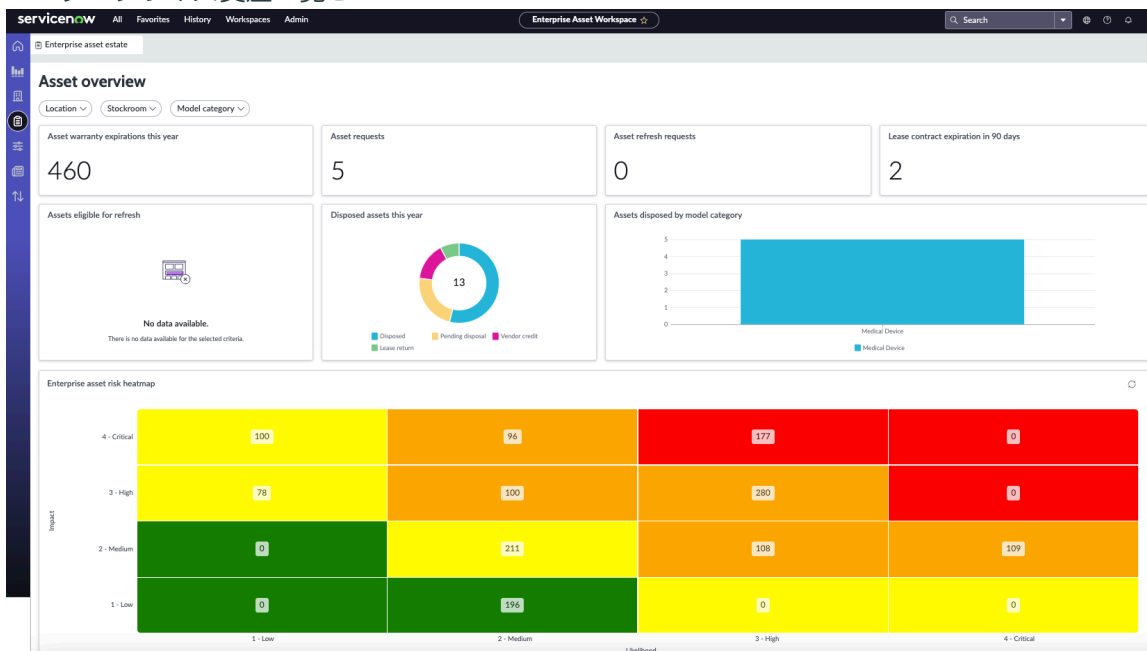 servicenow All Favorites History Workspaces Admin Enterprise Asset Workspace ☆ Search
Enterprise asset estate
Asset overview
Location Stockroom Model category
Asset warranty expirations this year
460
Asset requests
5
Asset refresh requests
0
Lease contract expiration in 90 days
2
Assets eligible for refresh
No data available.
There is no data available for the selected criteria.
Disposed assets this year
13
Disposed Pending disposal Vendor credit
Lease return
Assets disposed by model category
5
4
3
2
1
0
Medical Device
Medical Device
Enterprise asset risk heatmap
Impact
4 - Critical 100 96 177 0
3 - High 78 100 280 0
2 - Medium 0 211 108 109
1 - Low 0 196 0 0
1 - Low 2 - Medium 3 - High 4 - Critical